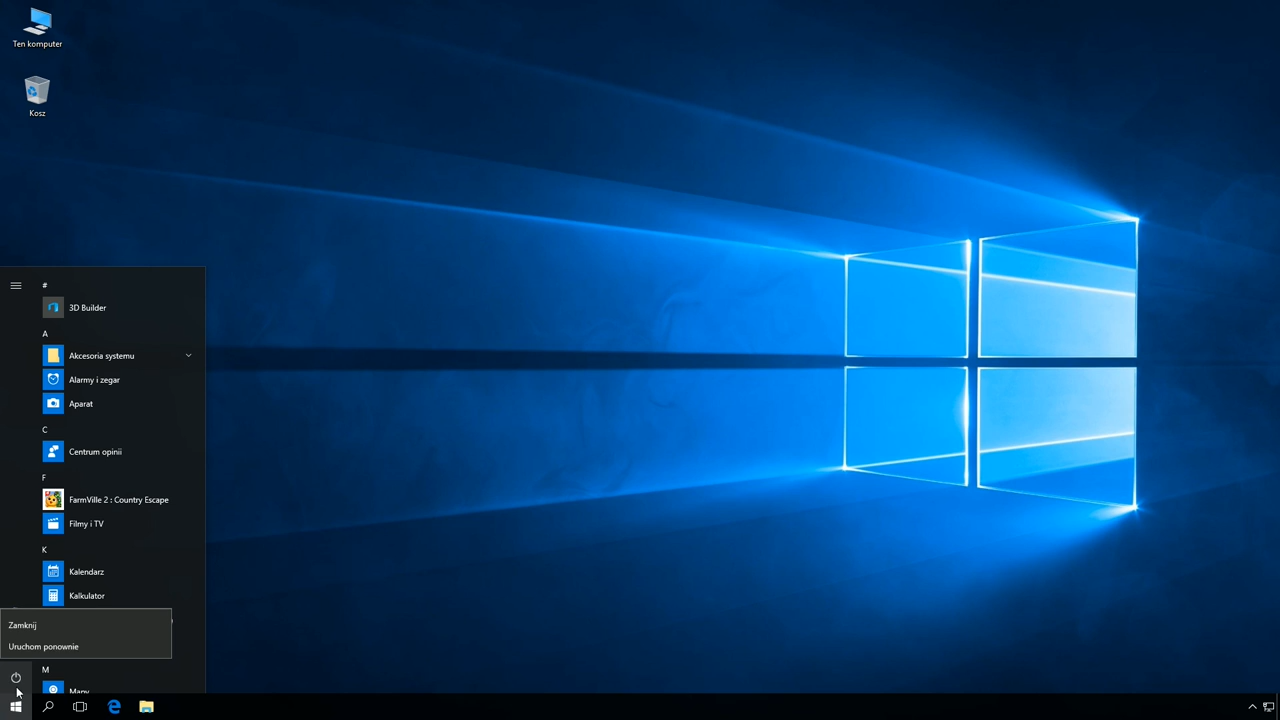 Ten komputer
Kosz
#
3D Builder
A
Akcesoria systemu
Alarmy i zegar
Aparat
C
Centrum opinii
F
FarmVille 2 : Country Escape
Filmy i TV
K
Kalendarz
Kalkulator
Zamknij
Uruchom ponownie
M
Mapy